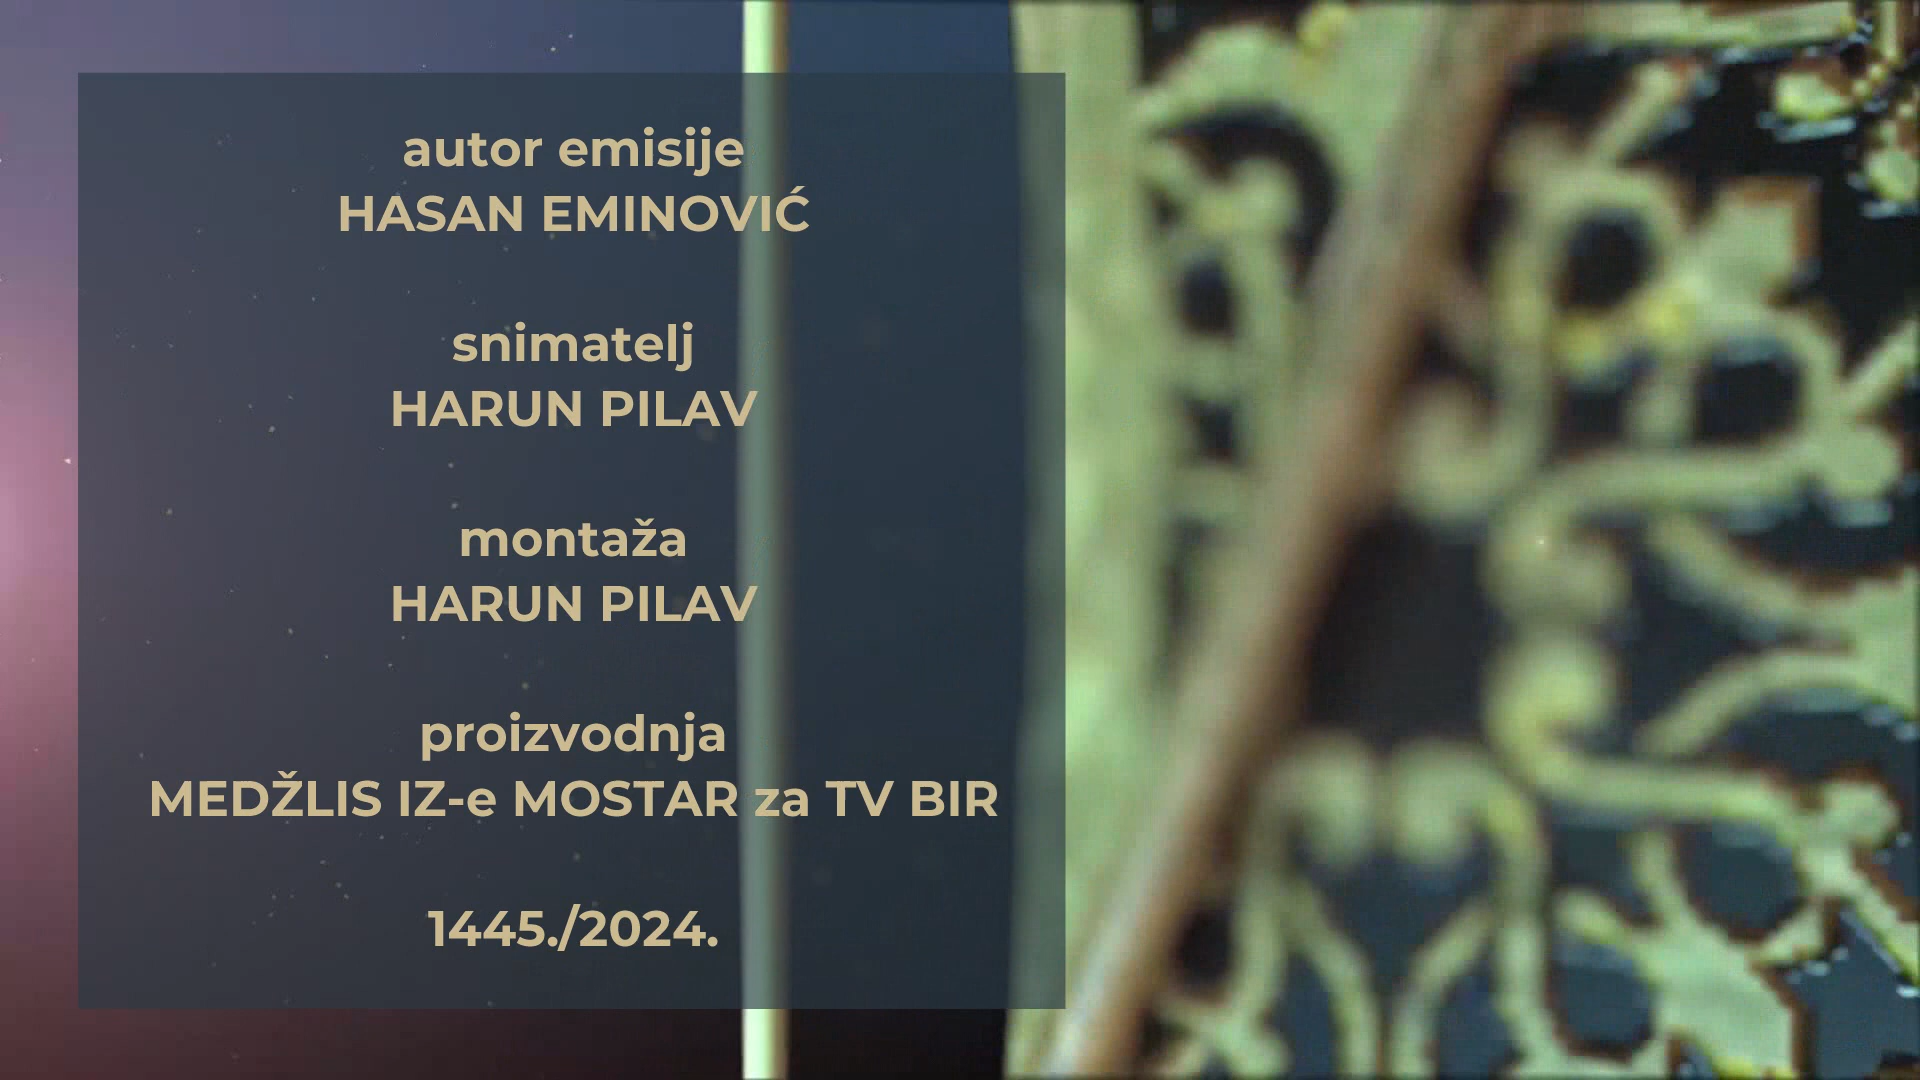 autor emisije
HASAN EMINOVIĆ
snimatelj
HARUN PILAV
montaža
HARUN PILAV
proizvodnja
MEDŽLIS IZ-e MOSTAR za TV BIR
1445./2024.